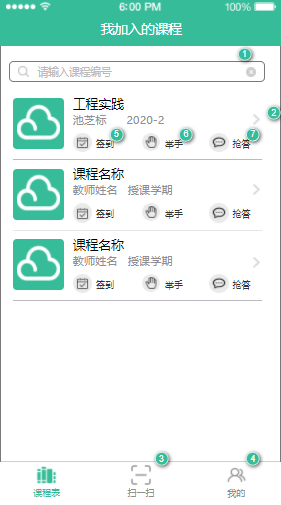 6:00 PM 100%
我加入的课程
1
请输入课程编号
工程实践
2
池芝标 2020-2
5 6 7
签到 举手 抢答
课程名称
教师姓名 授课学期
签到 举手 抢答
课程名称
教师姓名 授课学期
签到 举手 抢答
3 4
课程表 扫一扫 我的